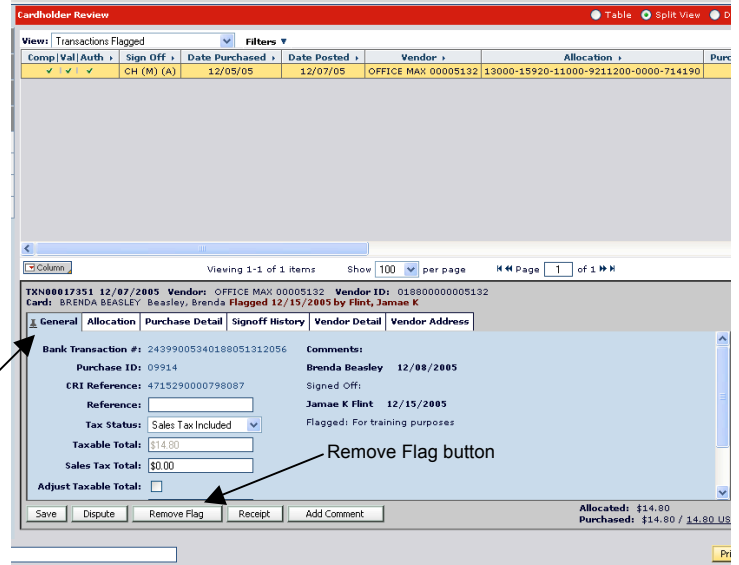 Cardholder Review Table Split View D
View: Transactions Flagged Filters
Comp|Val|Auth Sign Off Date Purchased Date Posted Vendor Allocation Purc
CH (M) (A) 12/05/05 12/07/05 OFFICE MAX 00005132 13000-15920-11000-9211200-0000-714190
Column Viewing 1-1 of 1 items Show 100 per page Page 1 of 1
TXN00017351 12/07/2005 Vendor: OFFICE MAX 00005132 Vendor ID: 018800000005132
Card: BRENDA BEASLEY Beasley, Brenda Flagged 12/15/2005 by Flint, Jamae K
General Allocation Purchase Detail Signoff History Vendor Detail Vendor Address
Bank Transaction #: 24399005340188051312056 Comments:
Purchase ID: 09914 Brenda Beasley 12/08/2005
CRI Reference: 4715290000798087 Signed Off:
Reference: Jamae K Flint 12/15/2005
Tax Status: Sales Tax Included Flagged: For training purposes
Taxable Total: $14.80
Remove Flag button
Sales Tax Total: $0.00
Adjust Taxable Total:
Save Dispute Remove Flag Receipt Add Comment Allocated: $14.80
Purchased: $14.80 / 14.80 US
Pri